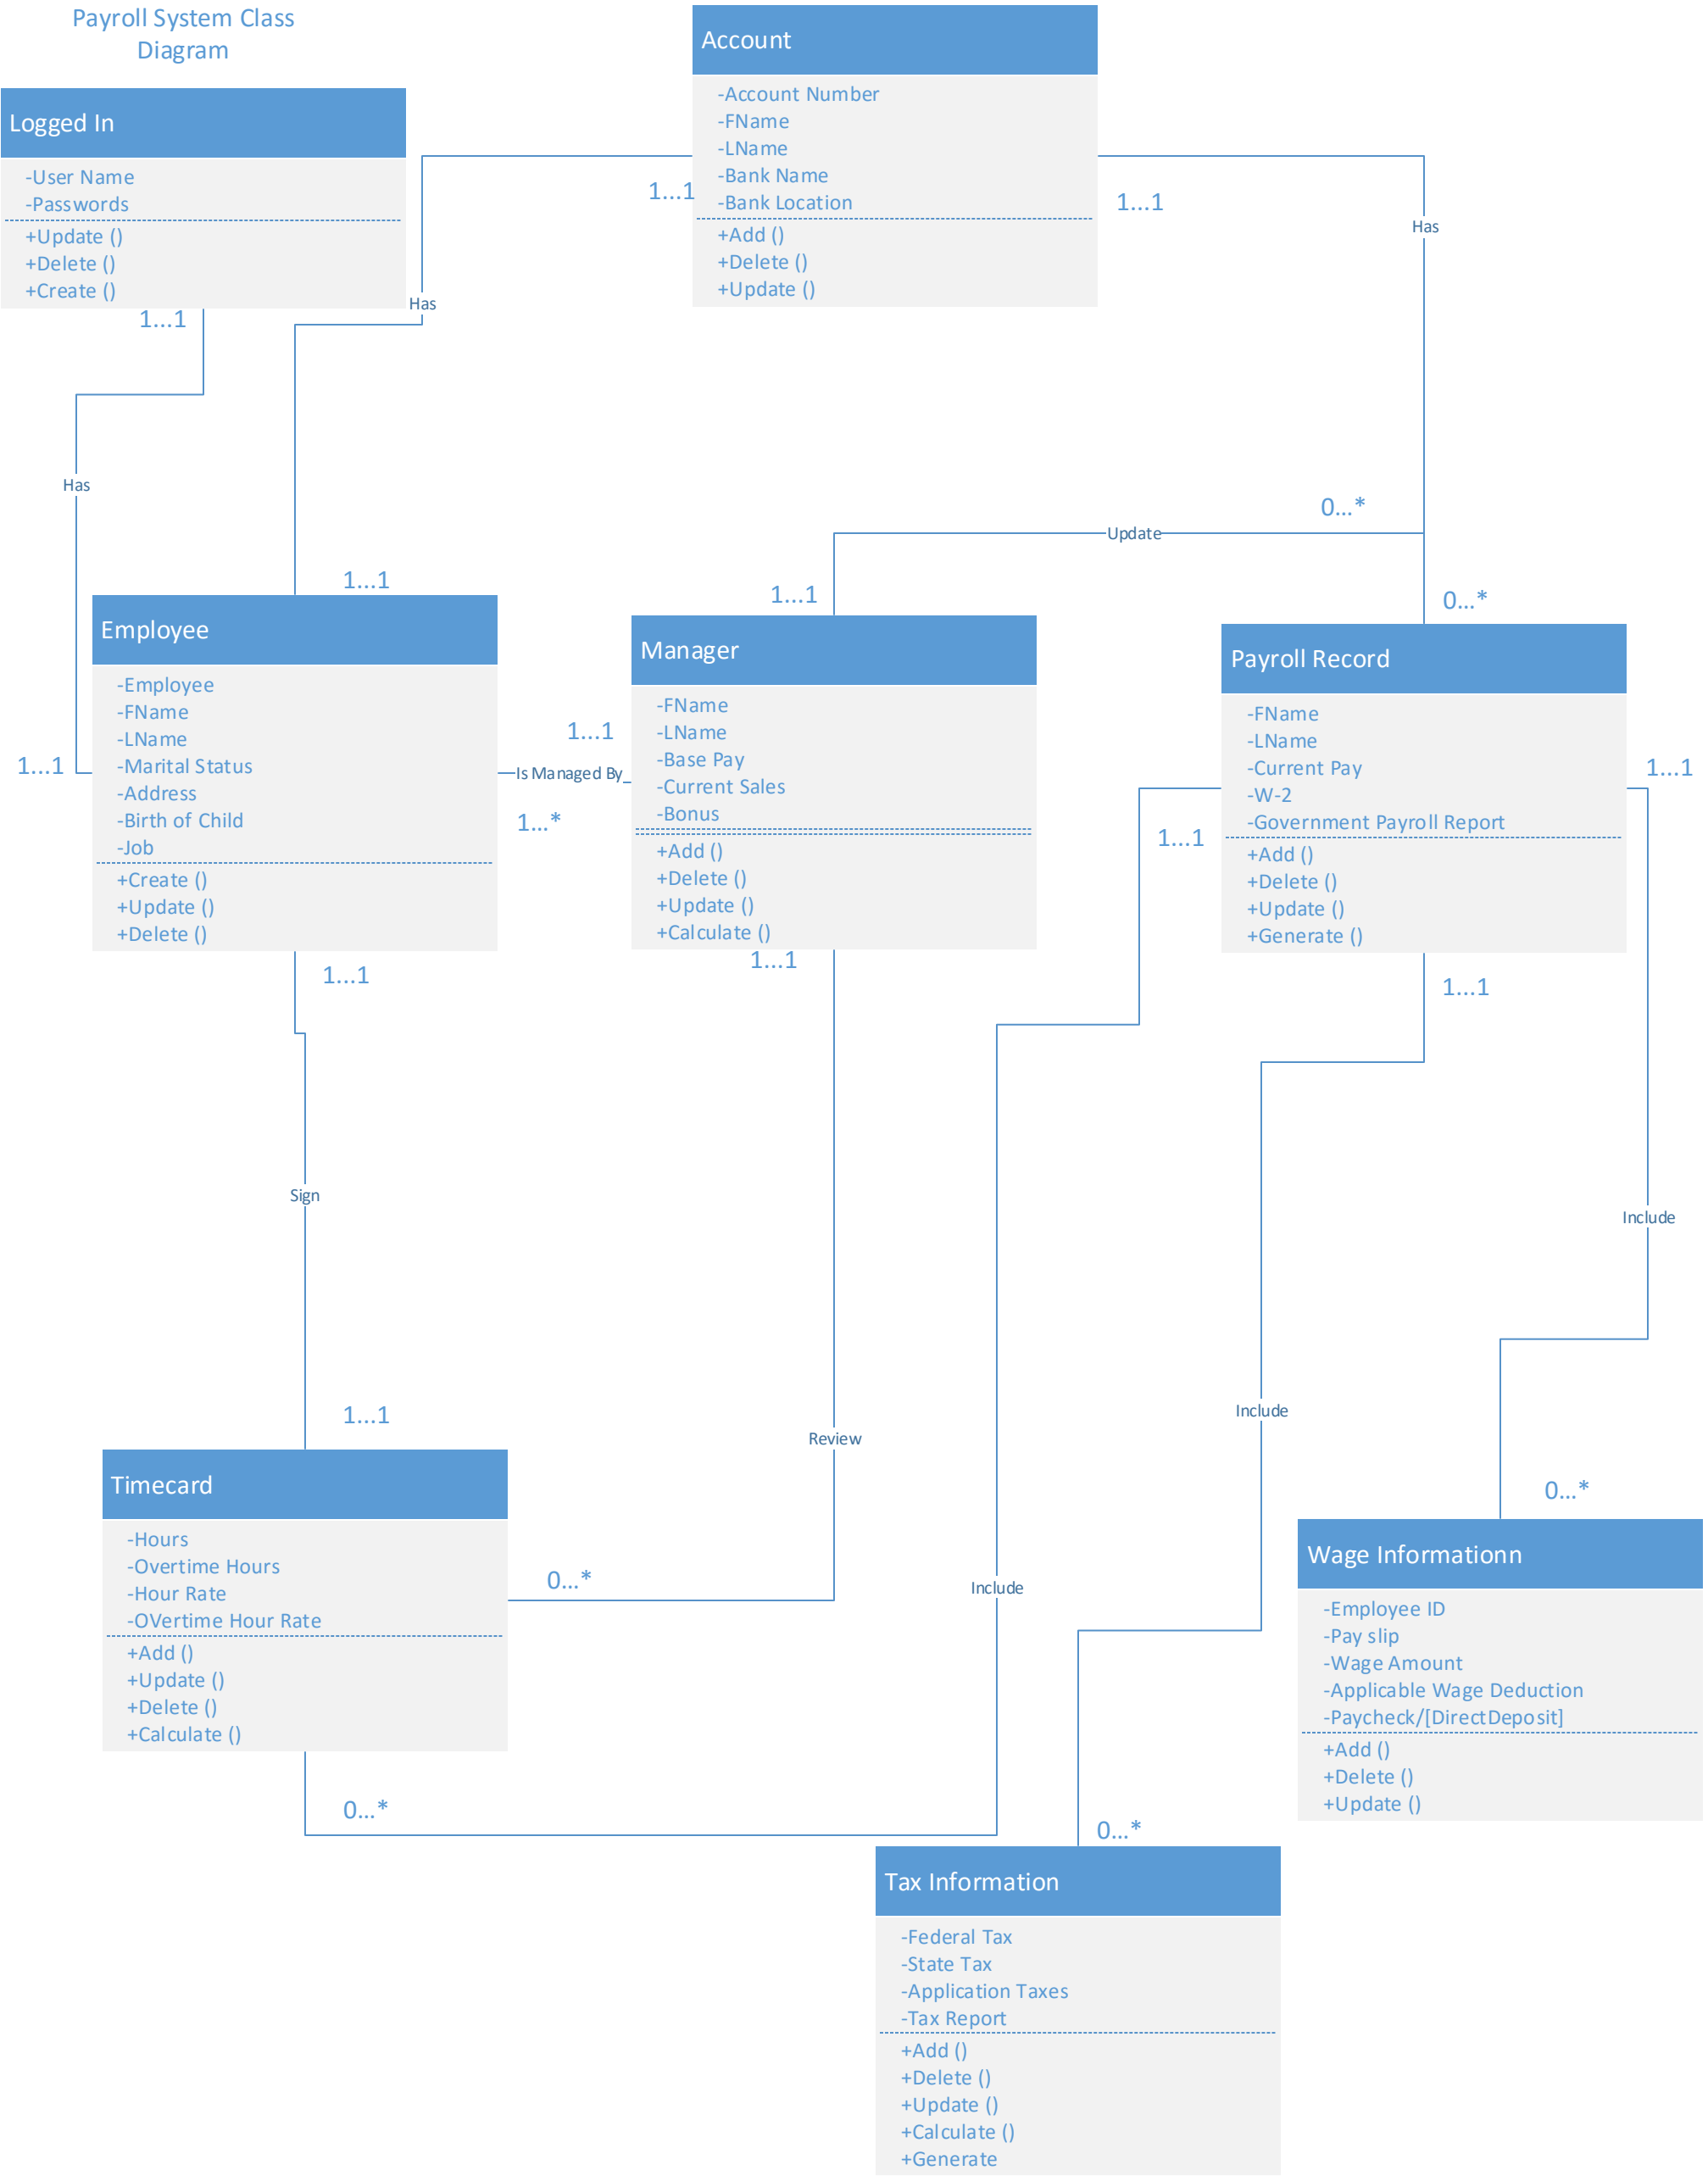 Payroll System Class
Diagram
Account
-Account Number
-FName
-LName
-Bank Name
-Bank Location
+Add ()
+Delete ()
+Update ()
Logged In
-User Name
-Passwords
+Update ()
+Delete ()
+Create ()
1...1
1...1
1...1
Has
Has
Has
0...*
Update
1...1
1...1
0...*
Employee
-Employee
-FName
-LName
-Marital Status
-Address
-Birth of Child
-Job
+Create ()
+Update ()
+Delete ()
1...1
1...1
Is Managed By
1...*
Manager
-FName
-LName
-Base Pay
-Current Sales
-Bonus
+Add ()
+Delete ()
+Update ()
+Calculate ()
Payroll Record
-FName
-LName
-Current Pay
-W-2
-Government Payroll Report
+Add ()
+Delete ()
+Update ()
+Generate ()
1...1
1...1
1...1
1...1
1...1
Sign
Include
1...1
Include
Review
0...*
Timecard
-Hours
-Overtime Hours
-Hour Rate
-OVertime Hour Rate
+Add ()
+Update ()
+Delete ()
+Calculate ()
0...*
Include
Wage Informationn
-Employee ID
-Pay slip
-Wage Amount
-Applicable Wage Deduction
-Paycheck/[DirectDeposit]
+Add ()
+Delete ()
+Update ()
0...*
0...*
Tax Information
-Federal Tax
-State Tax
-Application Taxes
-Tax Report
+Add ()
+Delete ()
+Update ()
+Calculate ()
+Generate